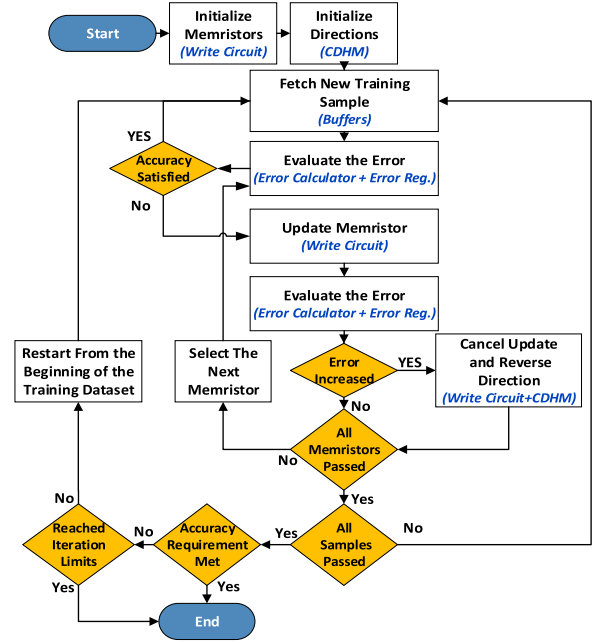 Start
Initialize
Memristors
(Write Circuit)
Initialize
Directions
(CDHM)
Fetch New Training
Sample
(Buffers)
YES
Accuracy
Satisfied
No
Evaluate the Error
(Error Calculator + Error Reg.)
Update Memristor
(Write Circuit)
Evaluate the Error
(Error Calculator + Error Reg.)
Restart From the
Beginning of the
Training Dataset
Select The
Next
Memristor
Error
Increased
YES
No
Cancel Update
and Reverse
Direction
(Write Circuit+CDHM)
All
Memristors
Passed
No
Yes
All
Samples
Passed
No
Yes
Accuracy
Requirement
Met
No
Yes
Reached
Iteration
Limits
No
Yes
End